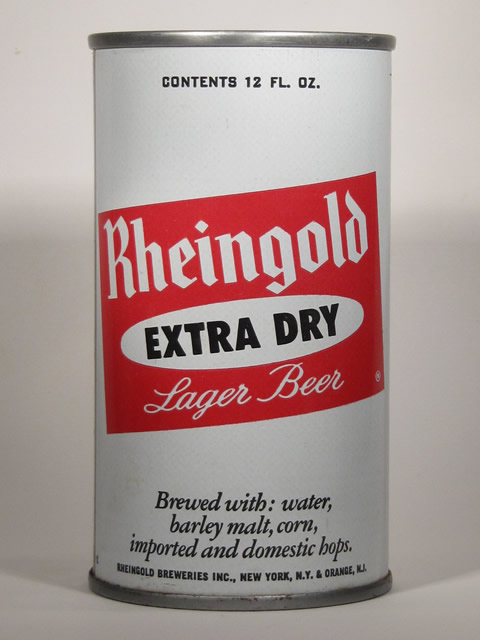 CONTENTS 12 FL. OZ.
Rheingold
EXTRA DRY
Lager Beer
®
Brewed with: water,
barley malt, corn,
imported and domestic hops.
RHEINGOLD BREWERIES INC., NEW YORK, N.Y. & ORANGE, N.J.